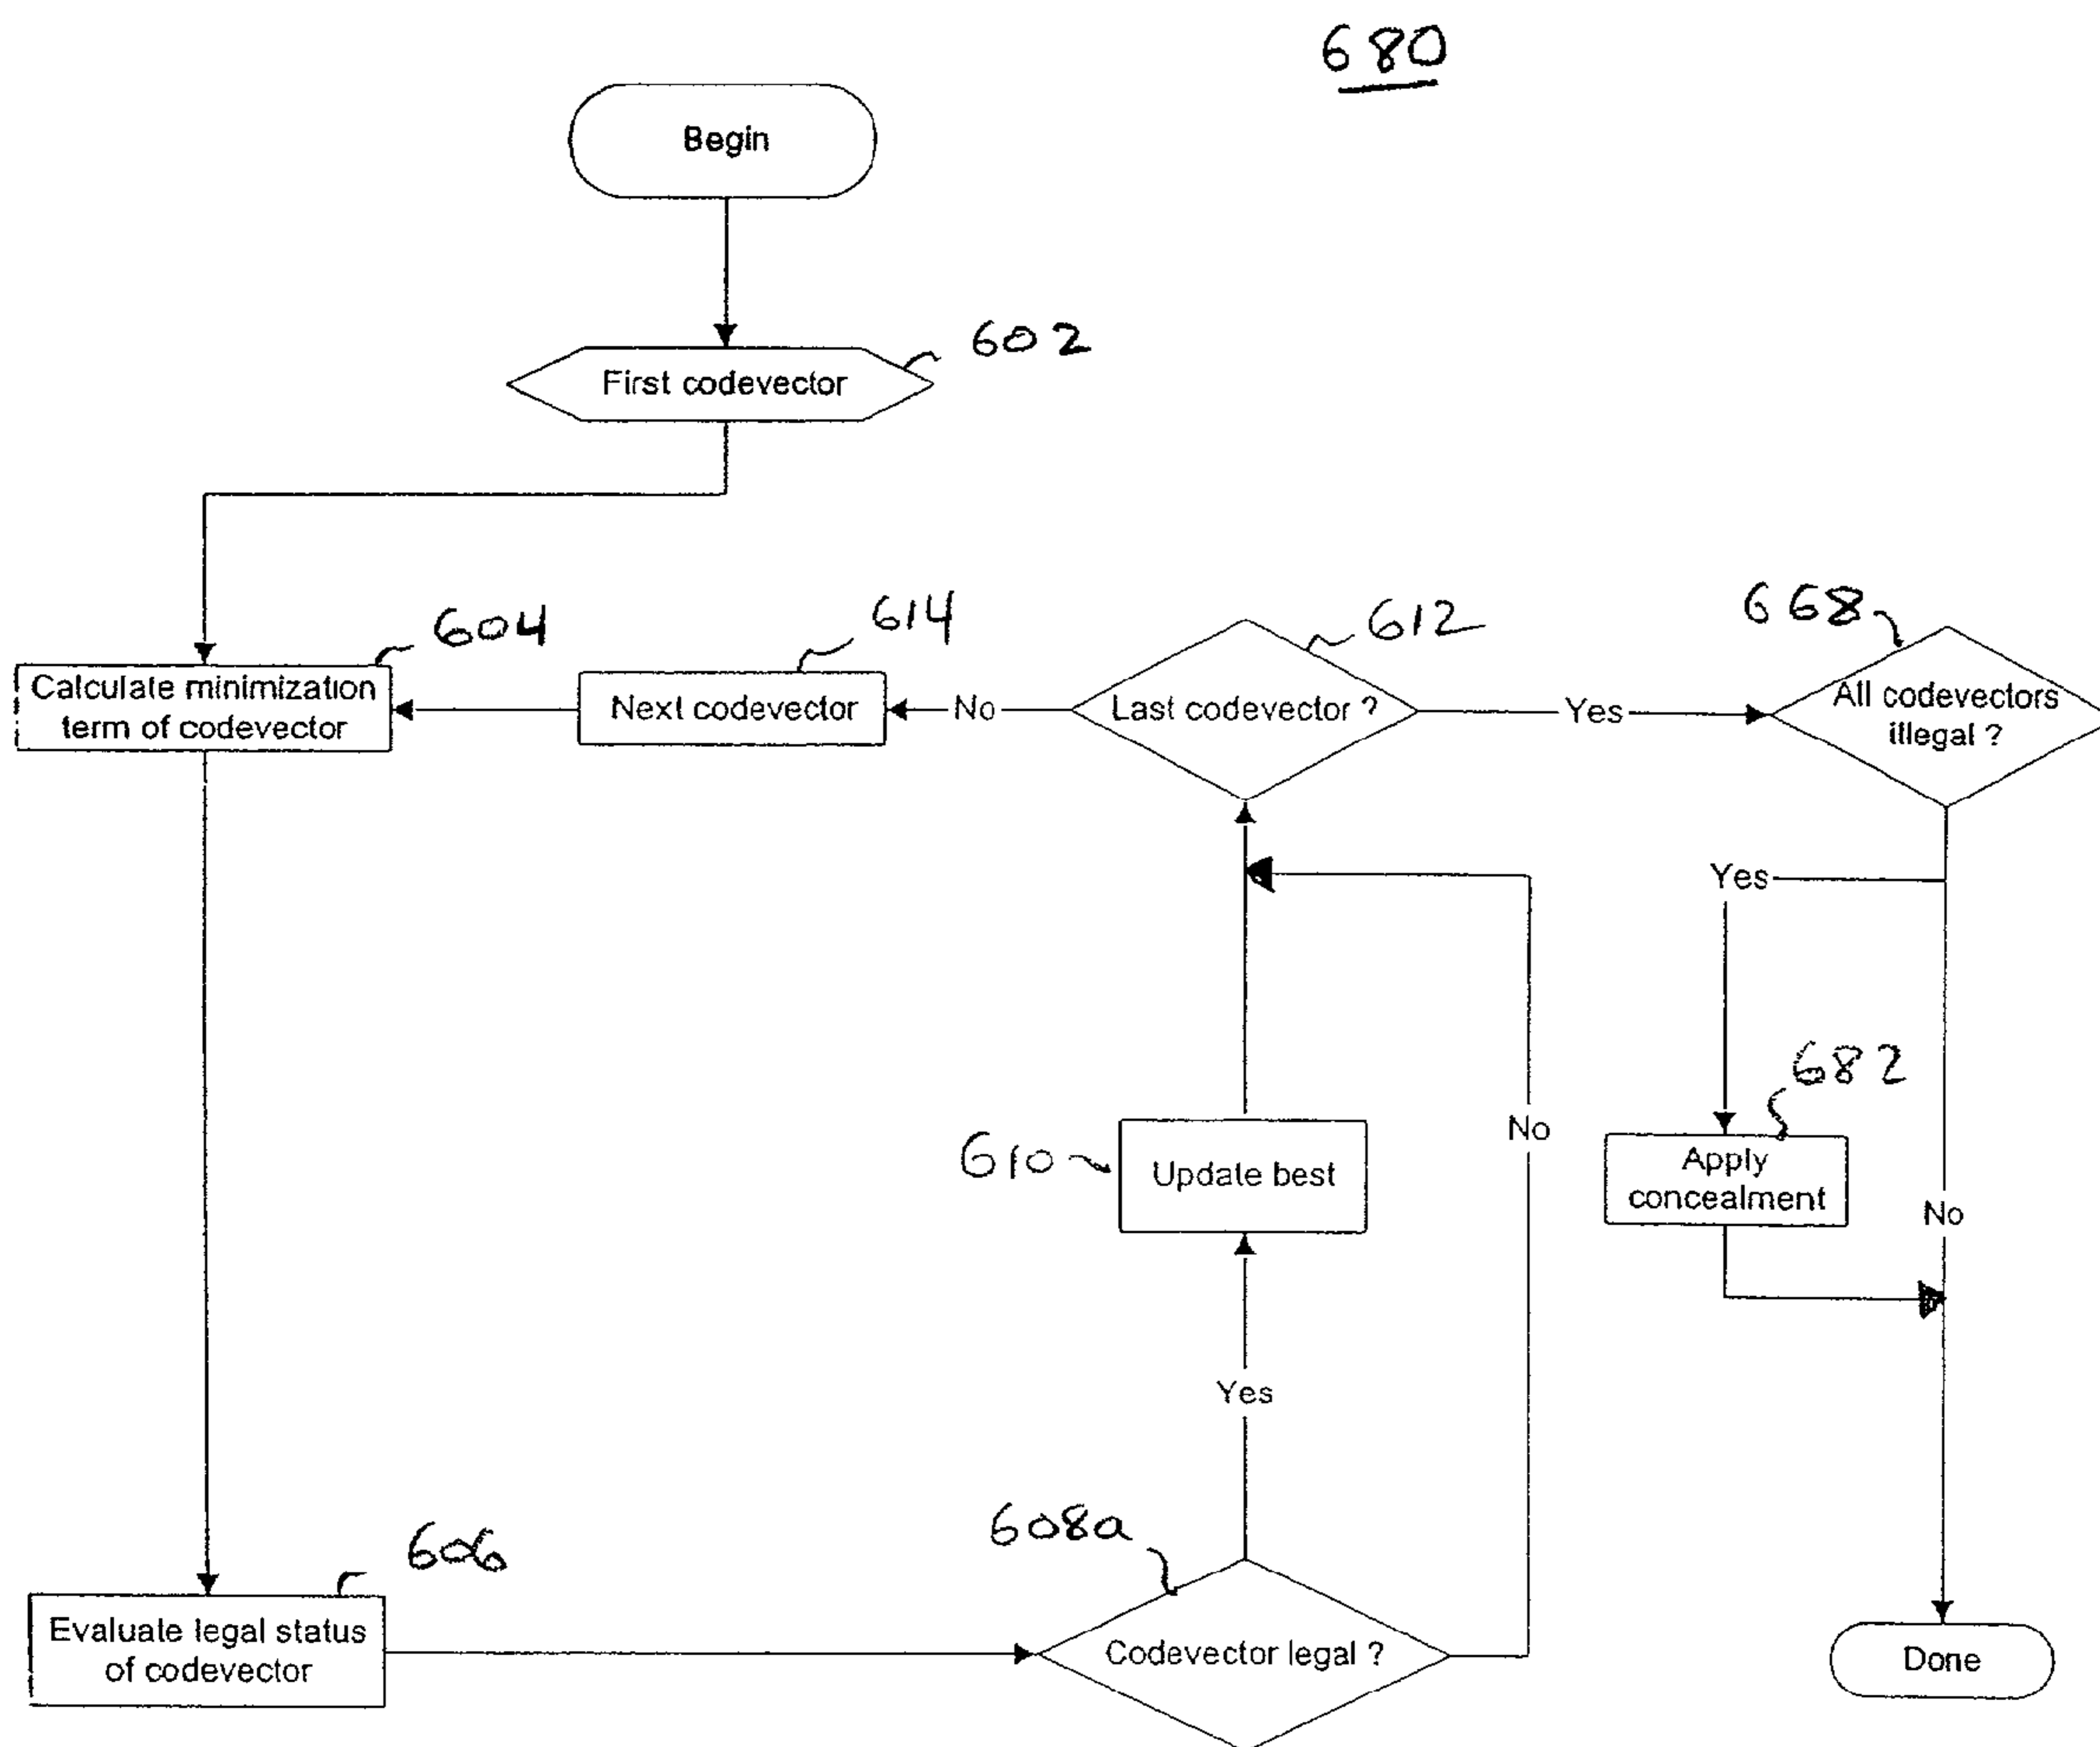 680
Begin
First codevector
602
604
614
612
668
Calculate minimization
term of codevector
Next codevector
No
Last codevector ?
Yes
All codevectors
illegal ?
Yes
682
No
610
Update best
Apply
concealment
No
Yes
608a
606
Evaluate legal status
of codevector
Codevector legal ?
Done